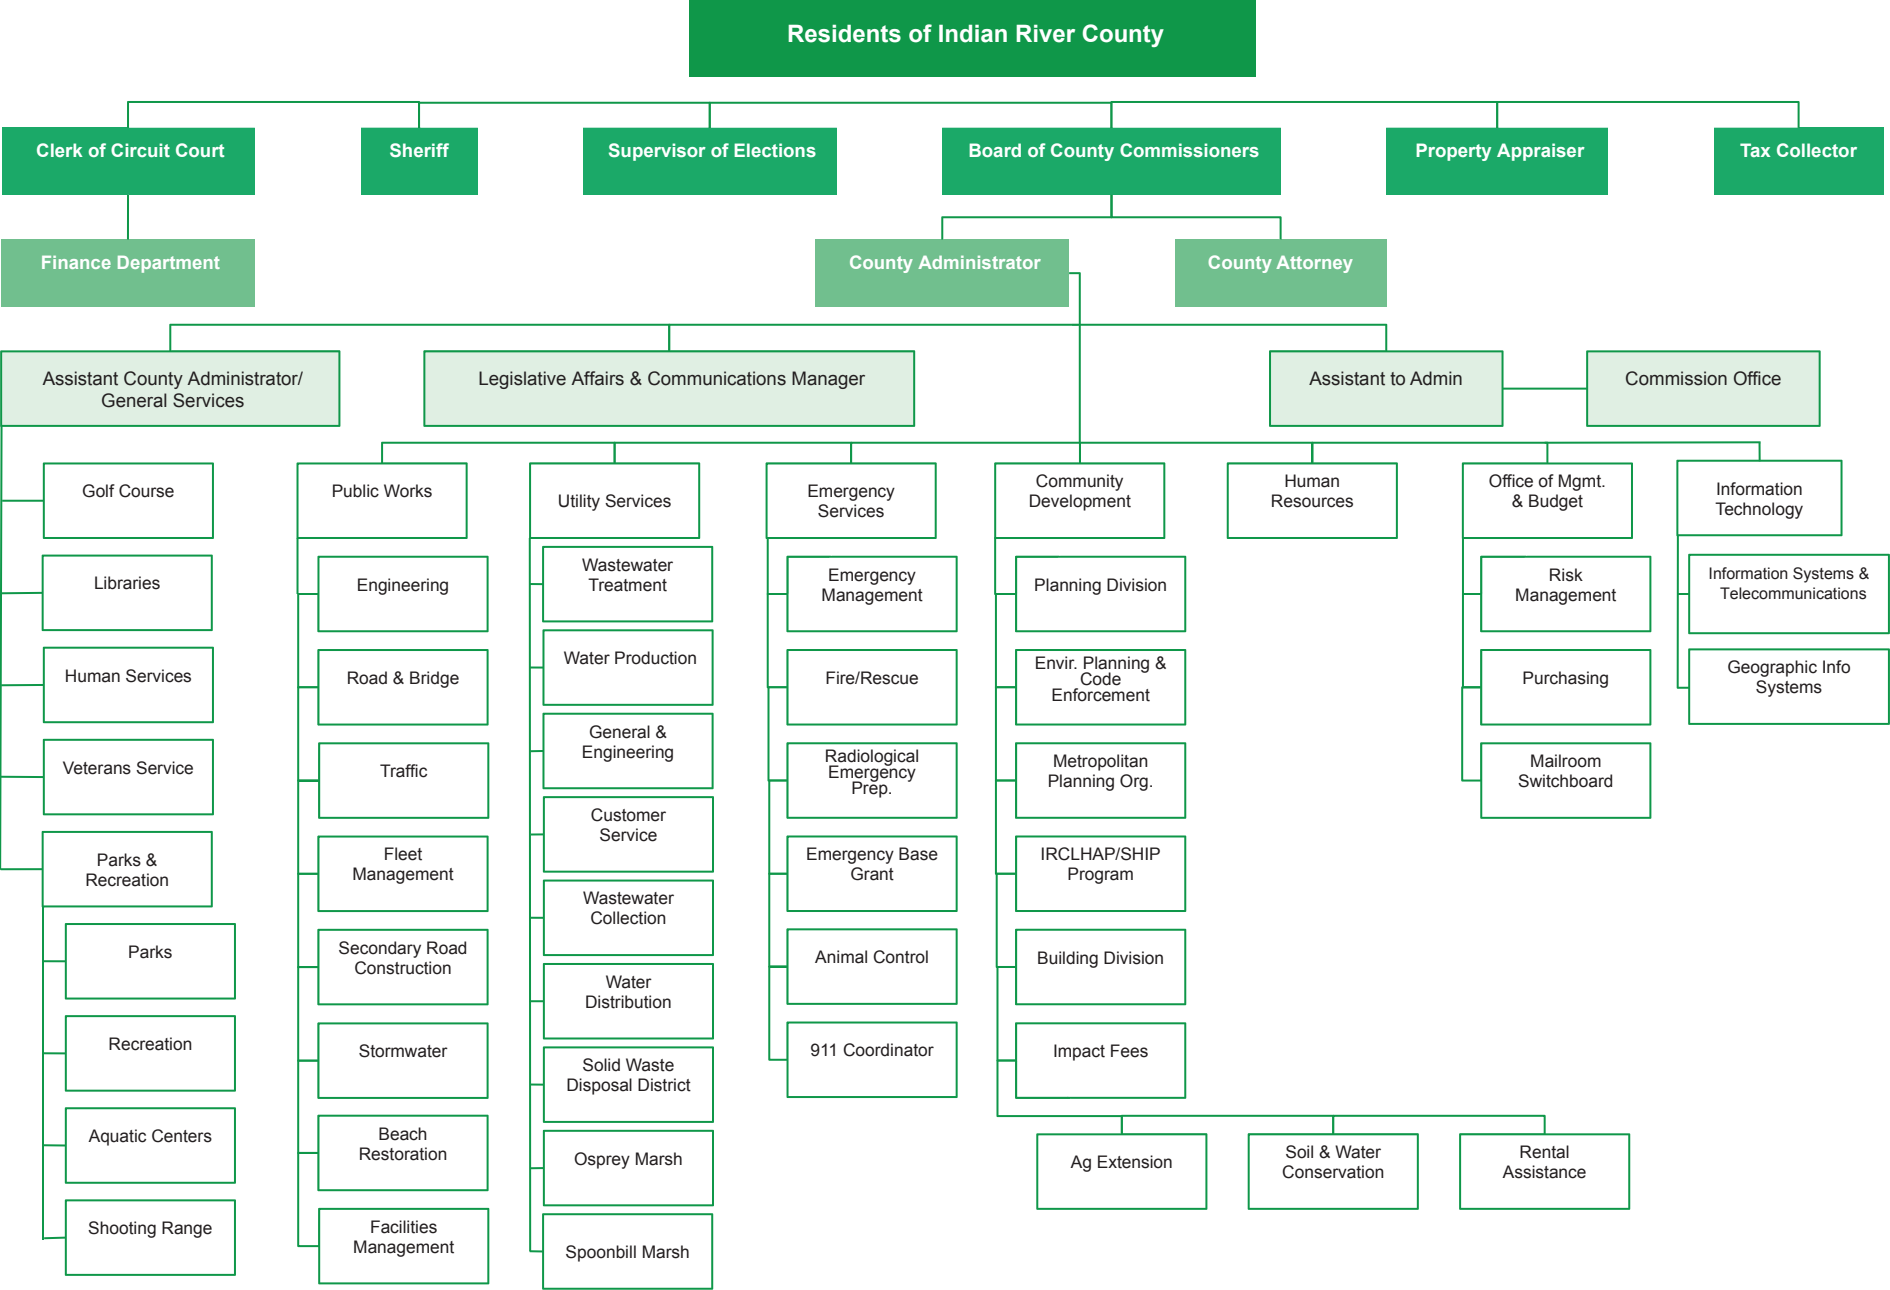 Residents of Indian River County
Clerk of Circuit Court
Sheriff
Supervisor of Elections
Board of County Commissioners
Property Appraiser
Tax Collector
Finance Department
County Administrator
County Attorney
Assistant County Administrator/
General Services
Legislative Affairs & Communications Manager
Assistant to Admin
Commission Office
Golf Course
Libraries
Human Services
Veterans Service
Parks &
Recreation
Parks
Recreation
Aquatic Centers
Shooting Range
Public Works
Engineering
Road & Bridge
Traffic
Fleet
Management
Secondary Road
Construction
Stormwater
Beach
Restoration
Facilities
Management
Utility Services
Wastewater
Treatment
Water Production
General &
Engineering
Customer
Service
Wastewater
Collection
Water
Distribution
Solid Waste
Disposal District
Osprey Marsh
Spoonbill Marsh
Emergency
Services
Emergency
Management
Fire/Rescue
Radiological
Emergency
Prep.
Emergency Base
Grant
Animal Control
911 Coordinator
Community
Development
Planning Division
Envir. Planning &
Code
Enforcement
Metropolitan
Planning Org.
IRCLHAP/SHIP
Program
Building Division
Impact Fees
Ag Extension
Soil & Water
Conservation
Rental
Assistance
Human
Resources
Office of Mgmt.
& Budget
Risk
Management
Purchasing
Mailroom
Switchboard
Information
Technology
Information Systems &
Telecommunications
Geographic Info
Systems